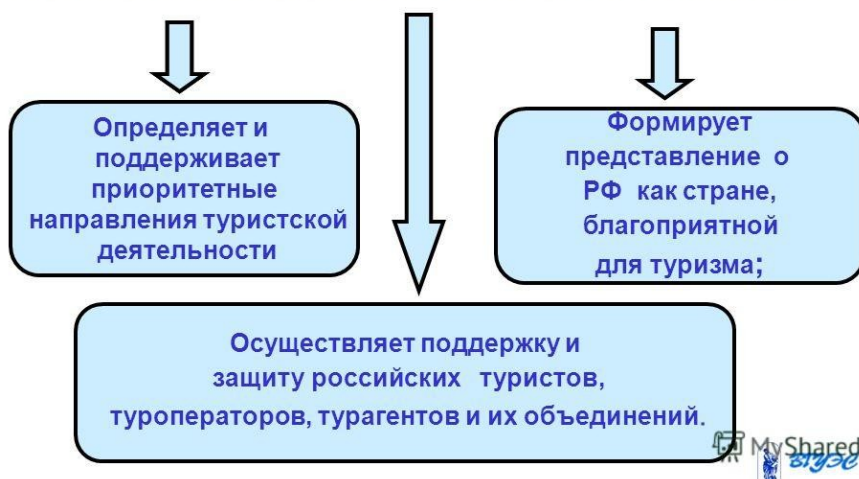 Определяет и
поддерживает
приоритетные
направления туристской
деятельности
Формирует
представление о
РФ как стране,
благоприятной
для туризма;
Осуществляет поддержку и
защиту российских туристов,
туроператоров, турагентов и их объединений.
MyShared
ВГУЭС